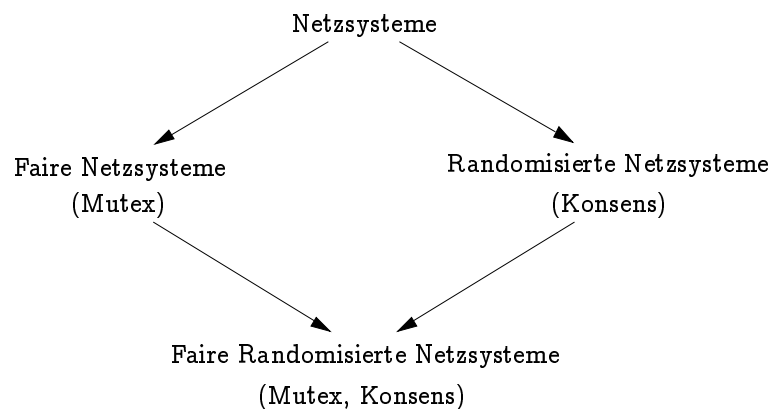 Netzsysteme
Faire Netzsysteme
(Mutex)
Randomisierte Netzsysteme
(Konsens)
Faire Randomisierte Netzsysteme
(Mutex, Konsens)